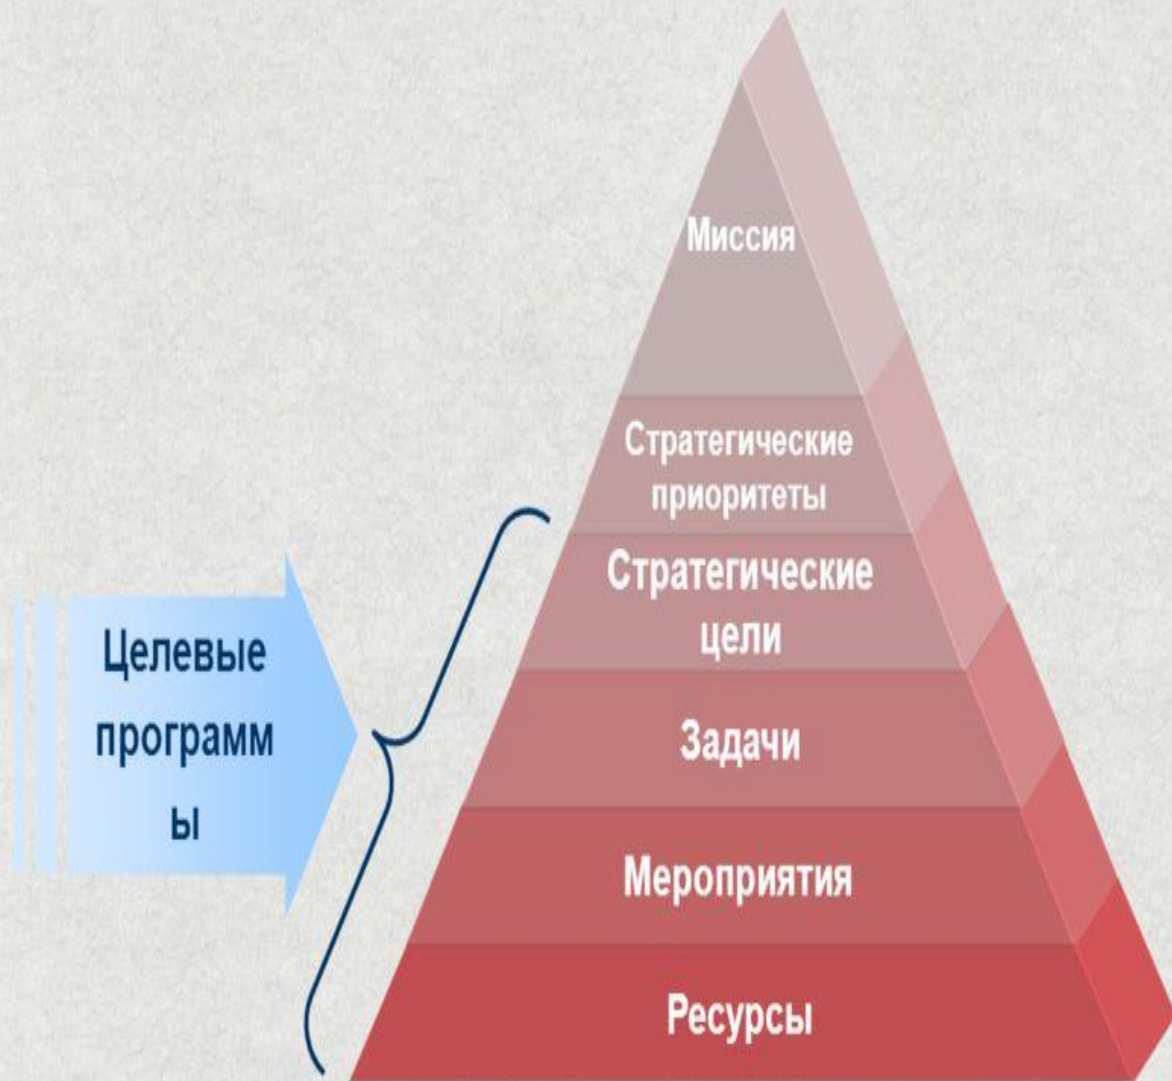 Миссия
Стратегические
приоритеты
Стратегические
цели
Задачи
Мероприятия
Ресурсы
Целевые
программ
ы